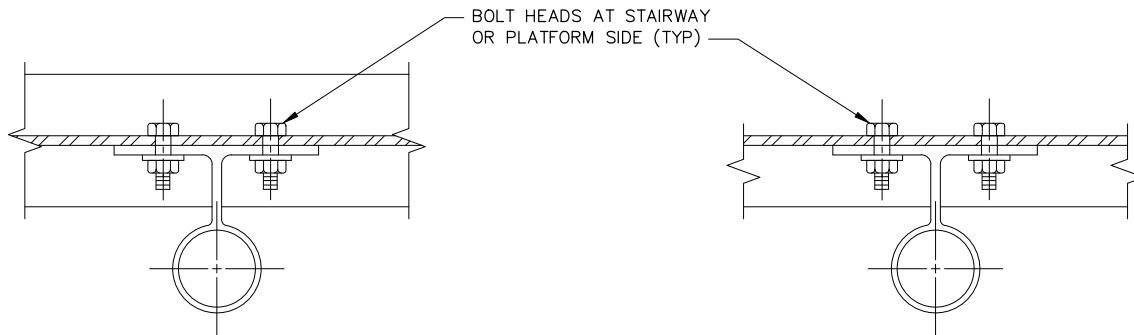 BOLT HEADS AT STAIRWAY
OR PLATFORM SIDE (TYP)